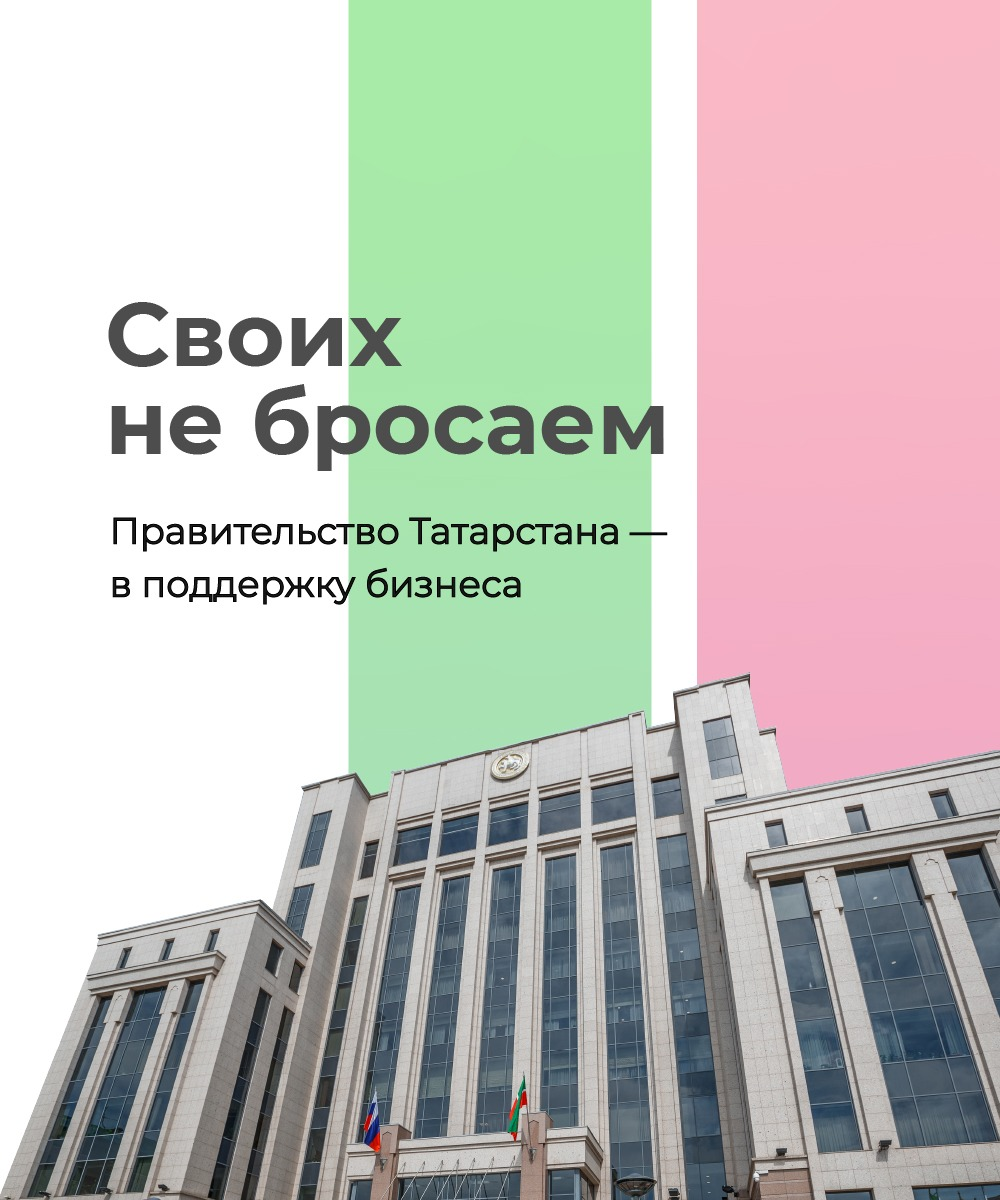 Своих
не бросаем
Правительство Татарстана —
в поддержку бизнеса